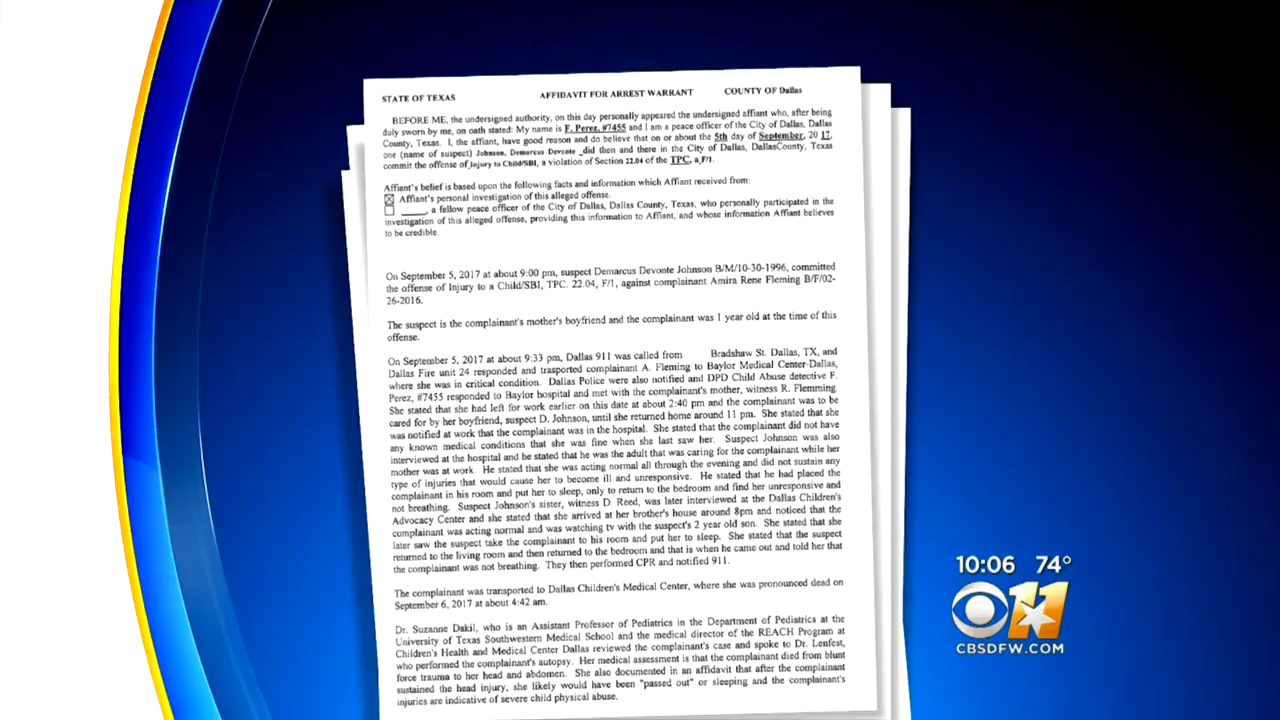 STATE OF TEXAS AFFIDAVIT FOR ARREST WARRANT COUNTY OF Dallas
BEFORE ME, the undersigned authority, on this day personally appeared the undersigned affiant who, after being
duly sworn by me, on oath stated: My name is F. Perez, #7455 and I am a peace officer of the City of Dallas, Dallas
County, Texas. I, the affiant, have good reason and do believe that on or about the 5th day of September, 20 17,
one (name of suspect) Johnson, Demarcus Devonte _did then and there in the City of Dallas, DallasCounty, Texas
commit the offense of Injury to Child/SBI, a violation of Section 22.04 of the TPC, a F/1.
Affiant's belief is based upon the following facts and information which Affiant received from:
☒ Affiant's personal investigation of this alleged offense.
☐ _____, a fellow peace officer of the City of Dallas, Dallas County, Texas, who personally participated in the
investigation of this alleged offense, providing this information to Affiant, and whose information Affiant believes
to be credible.
On September 5, 2017 at about 9:00 pm, suspect Demarcus Devonte Johnson B/M/10-30-1996, committed
the offense of Injury to a Child/SBI, TPC. 22.04, F/1, against complainant Amira Rene Fleming B/F/02-
26-2016.
The suspect is the complainant's mother's boyfriend and the complainant was 1 year old at the time of this
offense.
On September 5, 2017 at about 9:33 pm, Dallas 911 was called from Bradshaw St. Dallas, TX, and
Dallas Fire unit 24 responded and trasported complainant A. Fleming to Baylor Medical Center-Dallas,
where she was in critical condition. Dallas Police were also notified and DPD Child Abuse detective F.
Perez, #7455 responded to Baylor hospital and met with the complainant's mother, witness R. Flemming.
She stated that she had left for work earlier on this date at about 2:40 pm and the complainant was to be
cared for by her boyfriend, suspect D. Johnson, until she returned home around 11 pm. She stated that she
was notified at work that the complainant was in the hospital. She stated that the complainant did not have
any known medical conditions that she was fine when she last saw her. Suspect Johnson was also
interviewed at the hospital and he stated that he was the adult that was caring for the complainant while her
mother was at work. He stated that she was acting normal all through the evening and did not sustain any
type of injuries that would cause her to become ill and unresponsive. He stated that he had placed the
complainant in his room and put her to sleep, only to return to the bedroom and find her unresponsive and
not breathing. Suspect Johnson's sister, witness D. Reed, was later interviewed at the Dallas Children's
Advocacy Center and she stated that she arrived at her brother's house around 8pm and noticed that the
complainant was acting normal and was watching tv with the suspect's 2 year old son. She stated that she
later saw the suspect take the complainant to his room and put her to sleep. She stated that the suspect
returned to the living room and then returned to the bedroom and that is when he came out and told her that
the complainant was not breathing. They then performed CPR and notified 911.
The complainant was transported to Dallas Children's Medical Center, where she was pronounced dead on
September 6, 2017 at about 4:42 am.
Dr. Suzanne Dakil, who is an Assistant Professor of Pediatrics in the Department of Pediatrics at the
University of Texas Southwestern Medical School and the medical director of the REACH Program at
Children's Health and Medical Center Dallas reviewed the complainant's case and spoke to Dr. Lenfest,
who performed the complainant's autopsy. Her medical assessment is that the complainant died from blunt
force trauma to her head and abdomen. She also documented in an affidavit that after the complainant
sustained the head injury, she likely would have been "passed out" or sleeping and the complainant's
injuries are indicative of severe child physical abuse.
10:06 74°
11
CBSDFW.COM